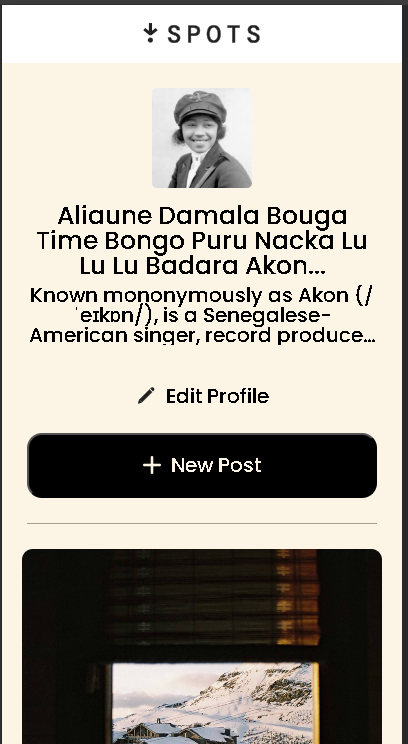 SPOTS
Aliaune Damala Bouga
Time Bongo Puru Nacka Lu
Lu Lu Badara Akon...
Known mononymously as Akon (/
ˈeɪkɒn/), is a Senegalese-
American singer, record produce...
Edit Profile
New Post